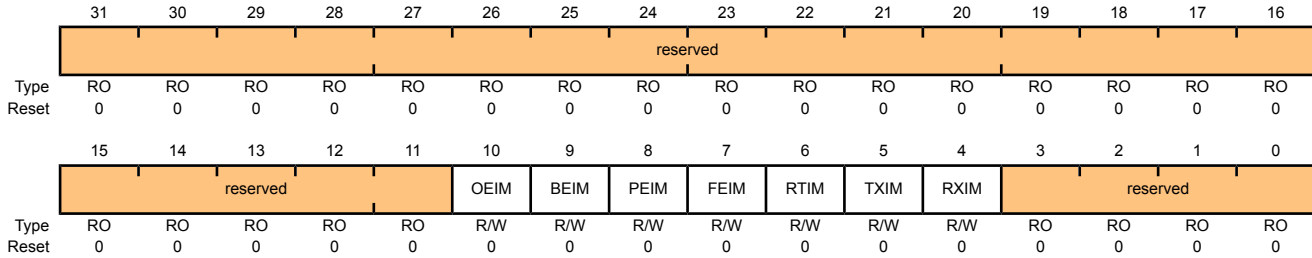 31 30 29 28 27 26 25 24 23 22 21 20 19 18 17 16
reserved
Type RO RO RO RO RO RO RO RO RO RO RO RO RO RO RO RO
Reset 0 0 0 0 0 0 0 0 0 0 0 0 0 0 0 0
15 14 13 12 11 10 9 8 7 6 5 4 3 2 1 0
reserved OEIM BEIM PEIM FEIM RTIM TXIM RXIM reserved
Type RO RO RO RO RO R/W R/W R/W R/W R/W R/W R/W RO RO RO RO
Reset 0 0 0 0 0 0 0 0 0 0 0 0 0 0 0 0